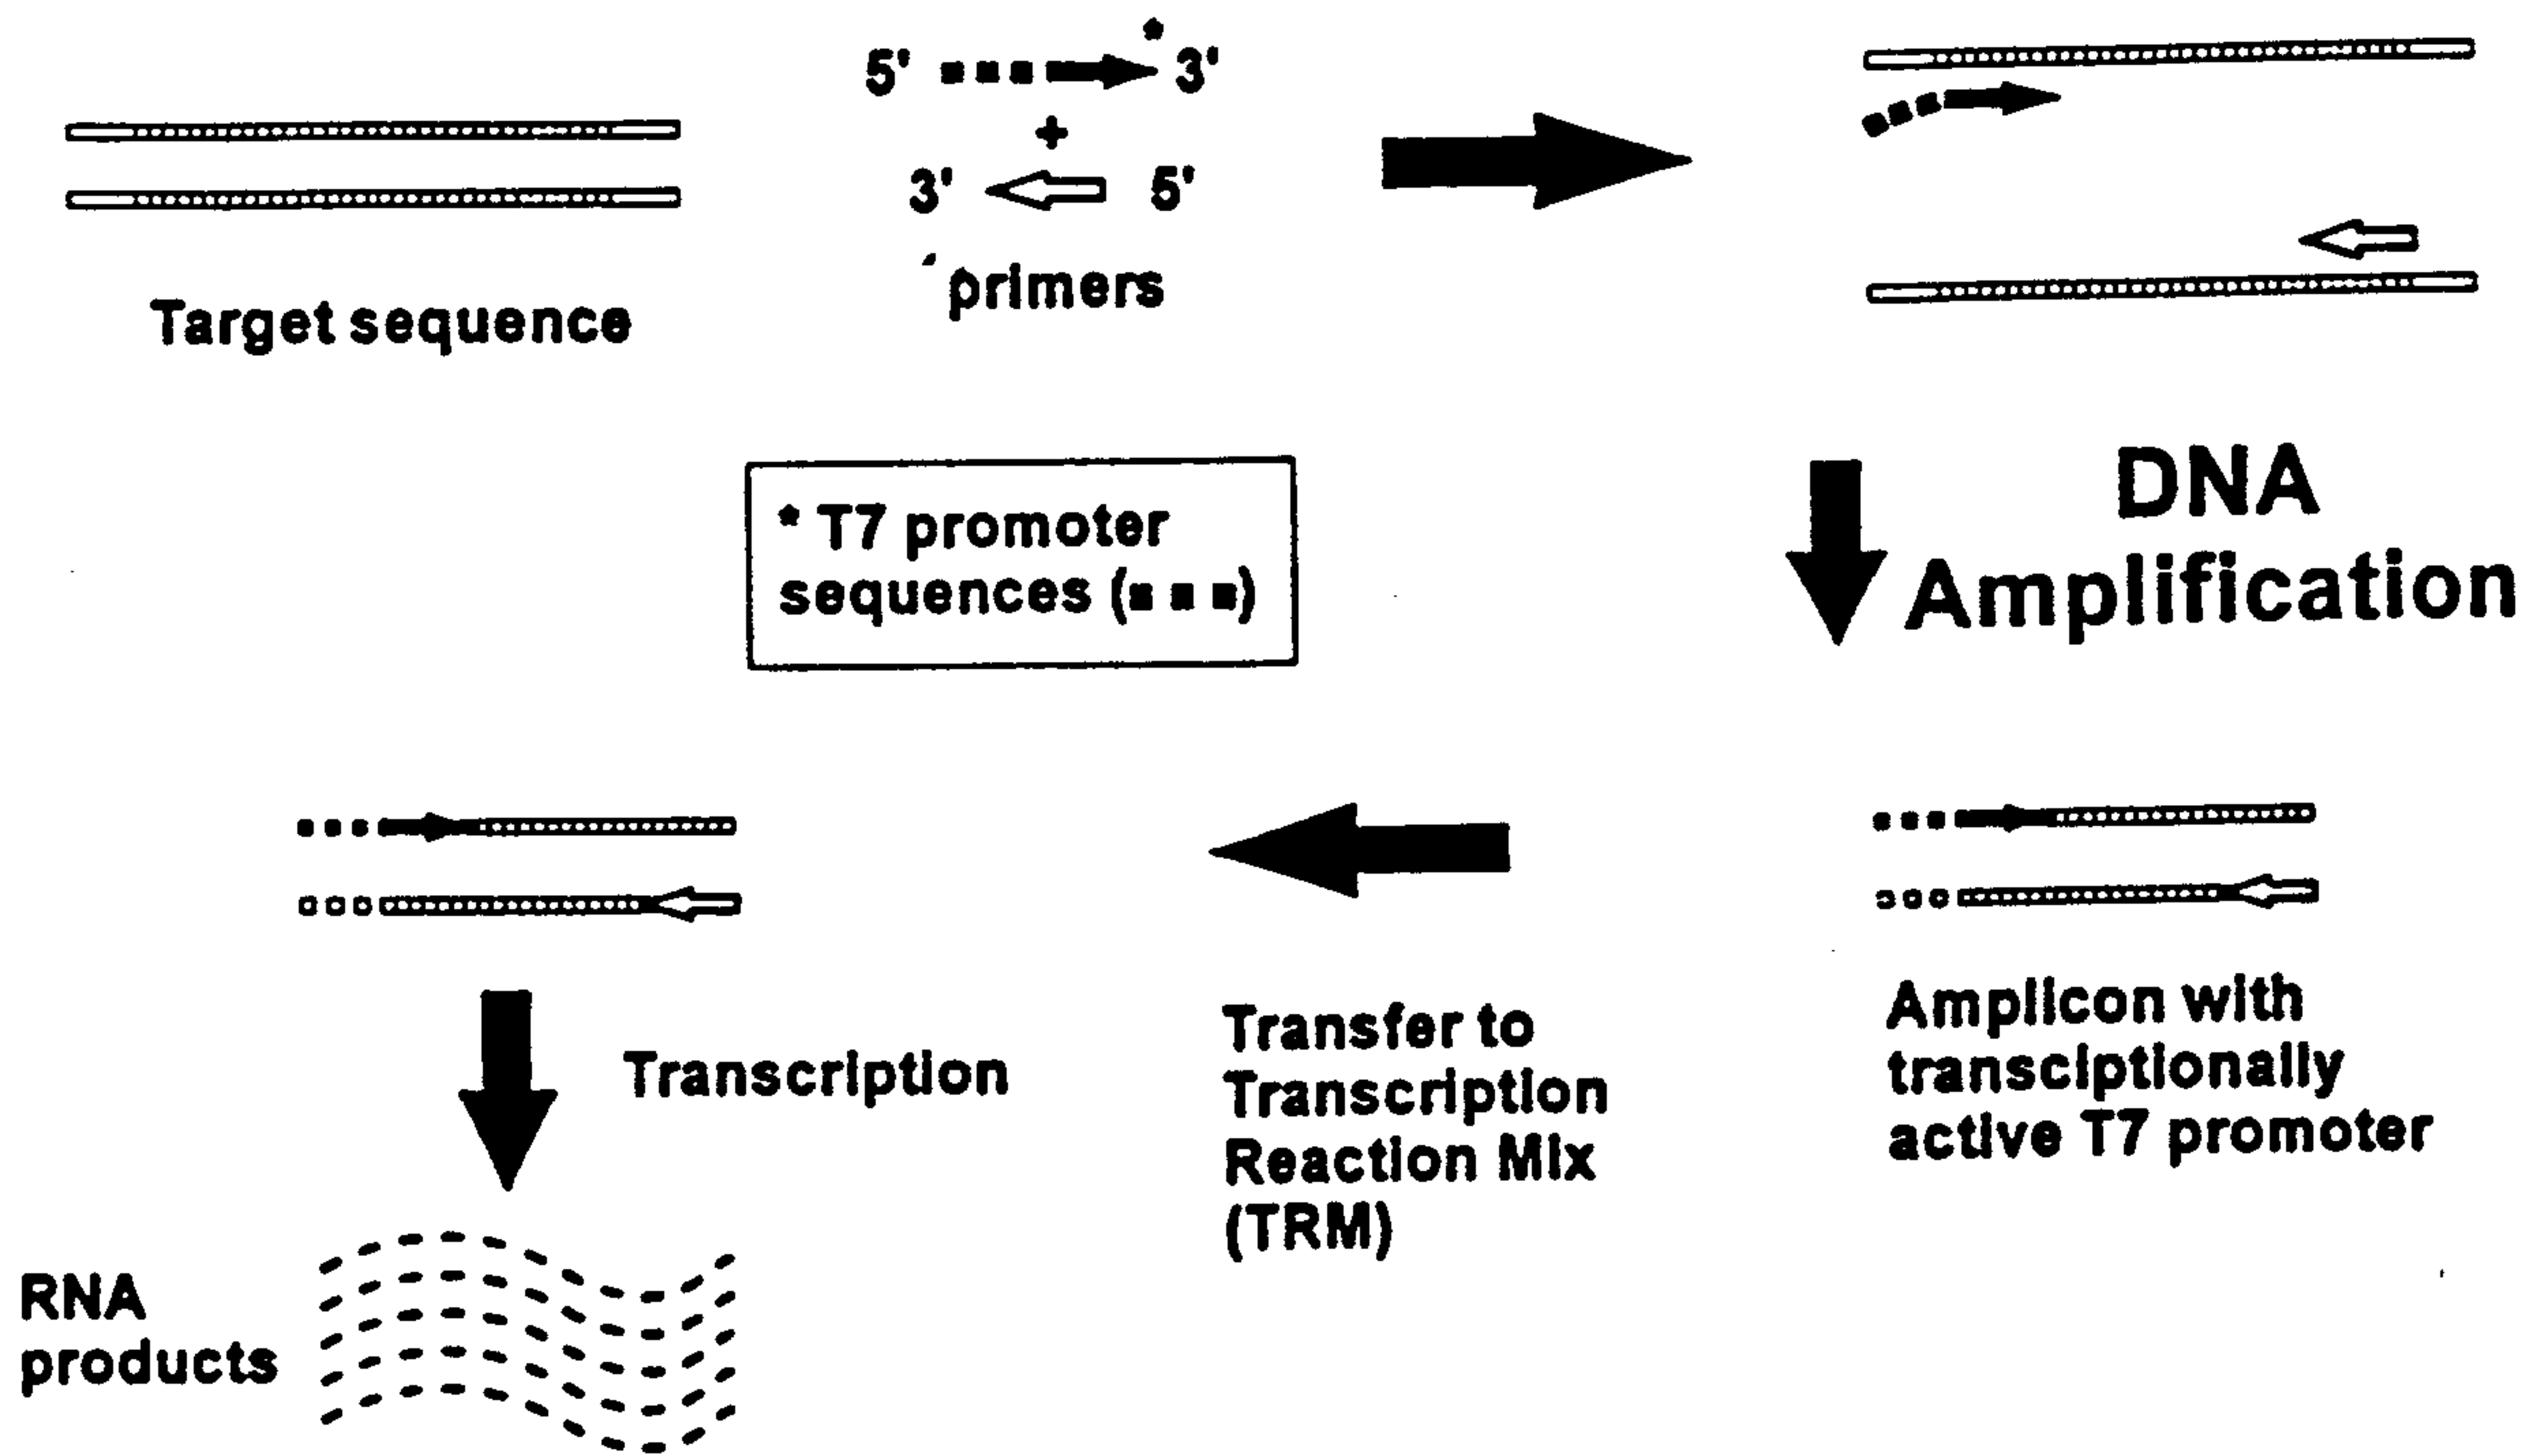 * 
5' 3'
+
3' 5'
primers
Target sequence
* T7 promoter
sequences ( )
DNA
Amplification
Amplicon with
transciptionally
active T7 promoter
Transfer to
Transcription
Reaction Mix
(TRM)
Transcription
RNA
products